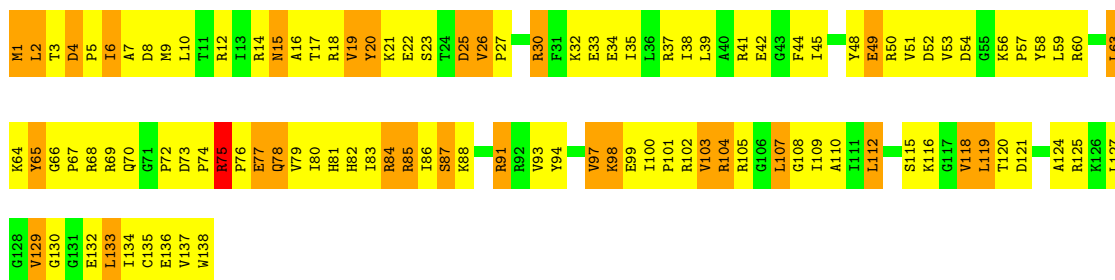 M1 L2 T3 D4 P5 I6 A7 D8 M9 L10 T11 R12 I13 R14 N15 A16 T17 R18 V19 Y20 K21 E22 S23 T24 D25 V26 P27 R30 F31 K32 E33 E34 I35 L36 R37 I38 L39 A40 R41 E42 G43 F44 I45 Y48 E49 R50 V51 D52 V53 D54 G55 K56 P57 Y58 L59 R60
K64 Y65 G66 P67 R68 R69 Q70 G71 P72 D73 P74 R75 P76 E77 Q78 V79 I80 H81 H82 I83 R84 R85 I86 S87 K88 R91 R92 V93 Y94 V97 K98 E99 I100 P101 R102 V103 R104 R105 G106 L107 G108 I109 A110 I111 L112 S115 K116 G117 V118 L119 T120 D121 A124 R125 K126
G128 V129 G130 G131 E132 L133 I134 C135 E136 V137 W138